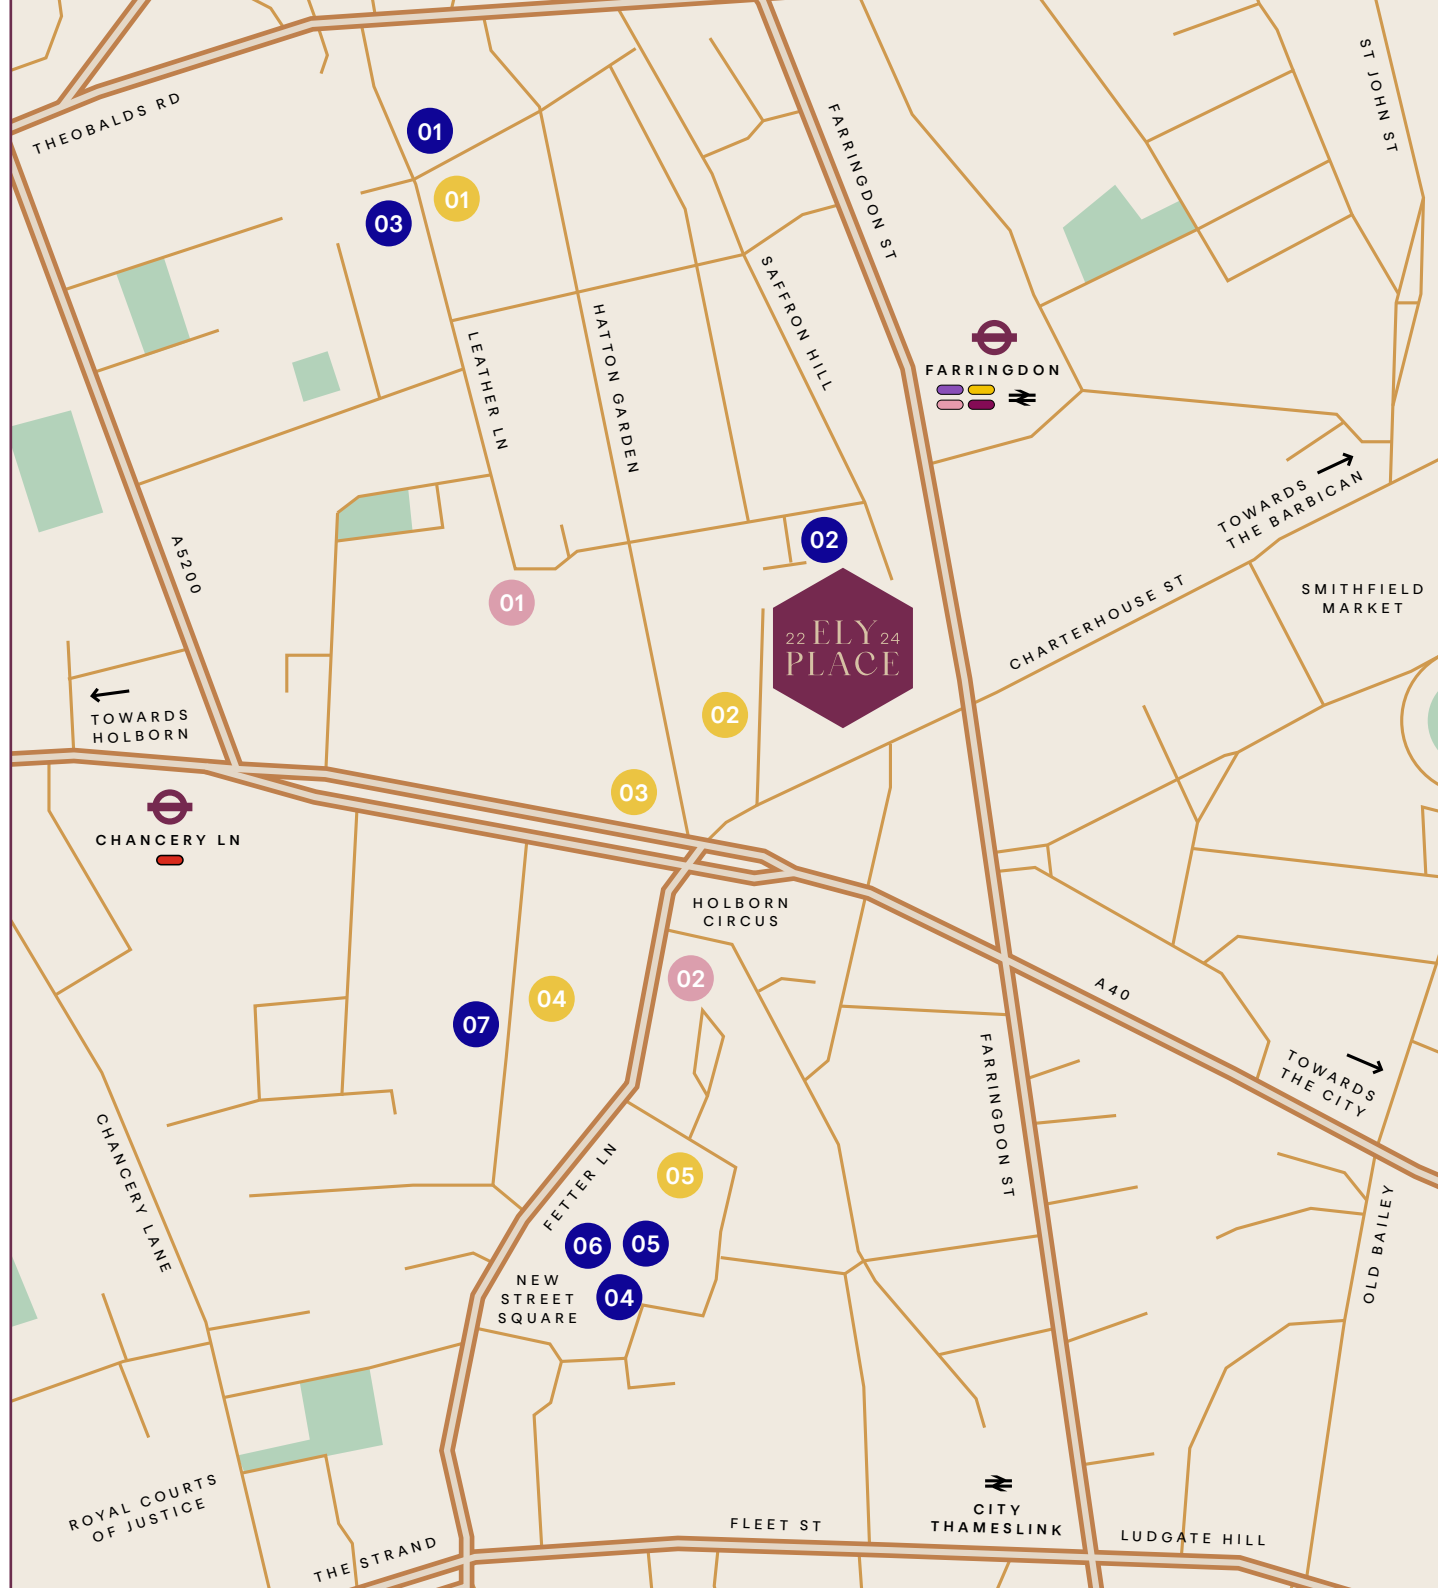 THEOBALDS RD
ST JOHN ST
FARRINGDON ST
01
01
03
SAFFRON HILL
HATTON GARDEN
LEATHER LN
FARRINGDON
TOWARDS
THE BARBICAN
A5200
02
CHARTERHOUSE ST
SMITHFIELD
MARKET
01
22 ELY 24
PLACE
TOWARDS
HOLBORN
02
03
CHANCERY LN
HOLBORN
CIRCUS
02
04
07
A40
TOWARDS
THE CITY
FARRINGDON ST
CHANCERY LANE
FETTER LN
05
06
05
04
NEW
STREET
SQUARE
OLD BAILEY
ROYAL COURTS
OF JUSTICE
THE STRAND
FLEET ST
CITY
THAMESLINK
LUDGATE HILL